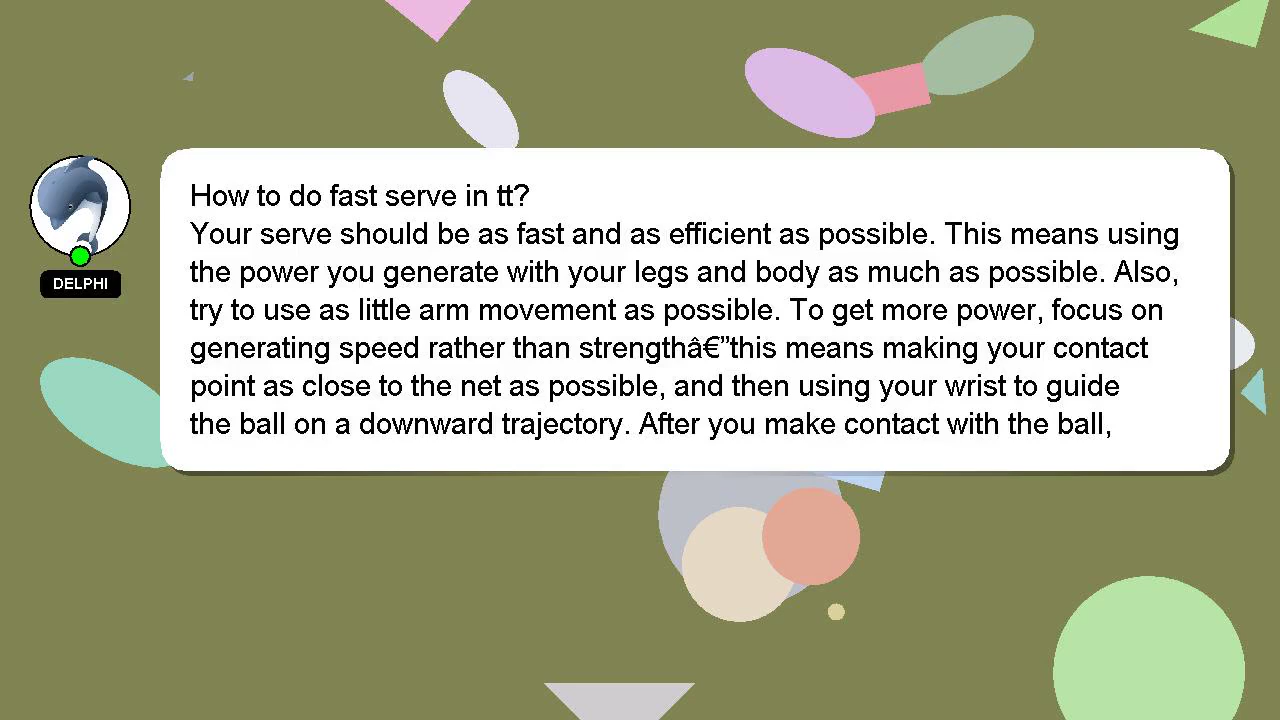 How to do fast serve in tt?
Your serve should be as fast and as efficient as possible. This means using
the power you generate with your legs and body as much as possible. Also,
try to use as little arm movement as possible. To get more power, focus on
generating speed rather than strengthâ€”this means making your contact
point as close to the net as possible, and then using your wrist to guide
the ball on a downward trajectory. After you make contact with the ball,
DELPHI